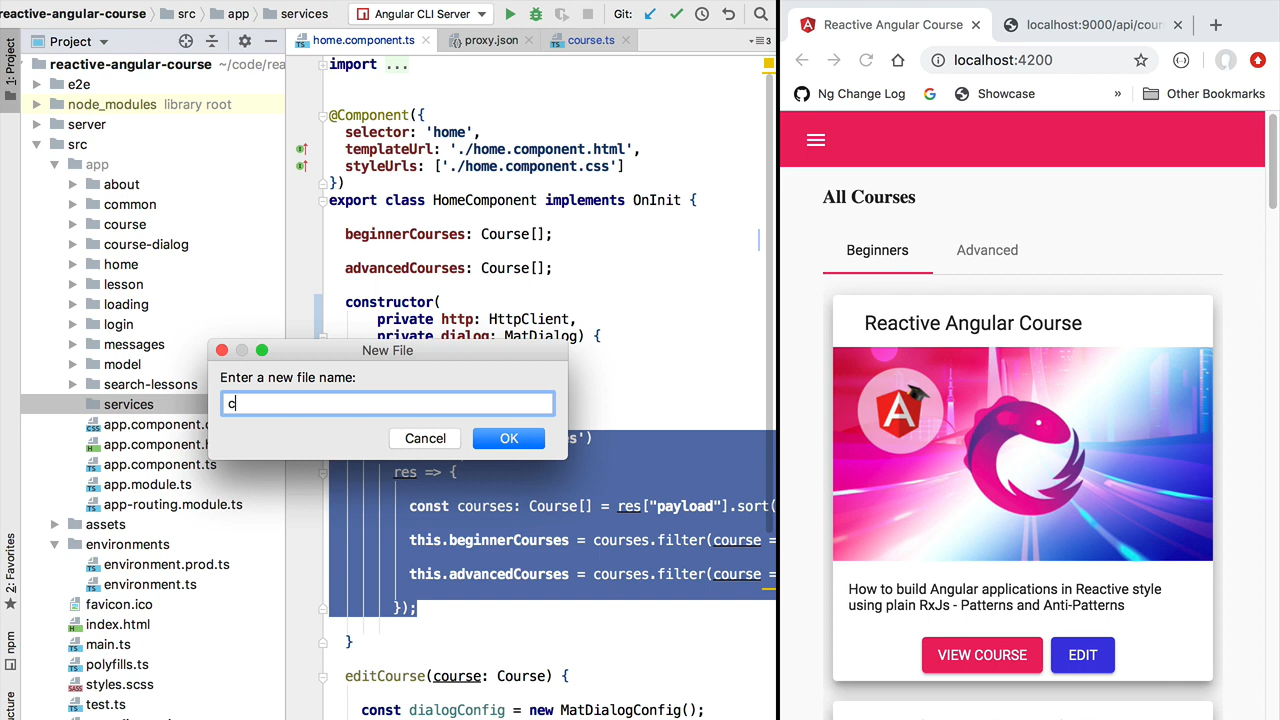 reactive-angular-course
src
app
services
Angular CLI Server
Git:
1: Project
Project
home.component.ts
proxy.json
course.ts
3
reactive-angular-course ~/code/rea
e2e
node_modules library root
server
src
app
about
common
course
course-dialog
home
lesson
loading
login
messages
model
search-lessons
services
app.component.c
app.component.h
app.component.ts
app.module.ts
app-routing.module.ts
assets
environments
environment.prod.ts
environment.ts
favicon.ico
index.html
main.ts
polyfills.ts
styles.scss
test.ts
2: Favorites
npm
ucture
import ...
@Component({
selector: 'home',
templateUrl: './home.component.html',
styleUrls: ['./home.component.css']
})
export class HomeComponent implements OnInit {
beginnerCourses: Course[];
advancedCourses: Course[];
constructor(
private http: HttpClient,
private dialog: MatDialog) {
s')
res => {
const courses: Course[] = res["payload"].sort(
this.beginnerCourses = courses.filter(course =
this.advancedCourses = courses.filter(course =
});
}
editCourse(course: Course) {
const dialogConfig = new MatDialogConfig();
New File
Enter a new file name:
c
Cancel
OK
Reactive Angular Course
localhost:9000/api/cour
localhost:4200
Ng Change Log
Showcase
»
Other Bookmarks
All Courses
Beginners
Advanced
Reactive Angular Course
How to build Angular applications in Reactive style
using plain RxJs - Patterns and Anti-Patterns
VIEW COURSE
EDIT